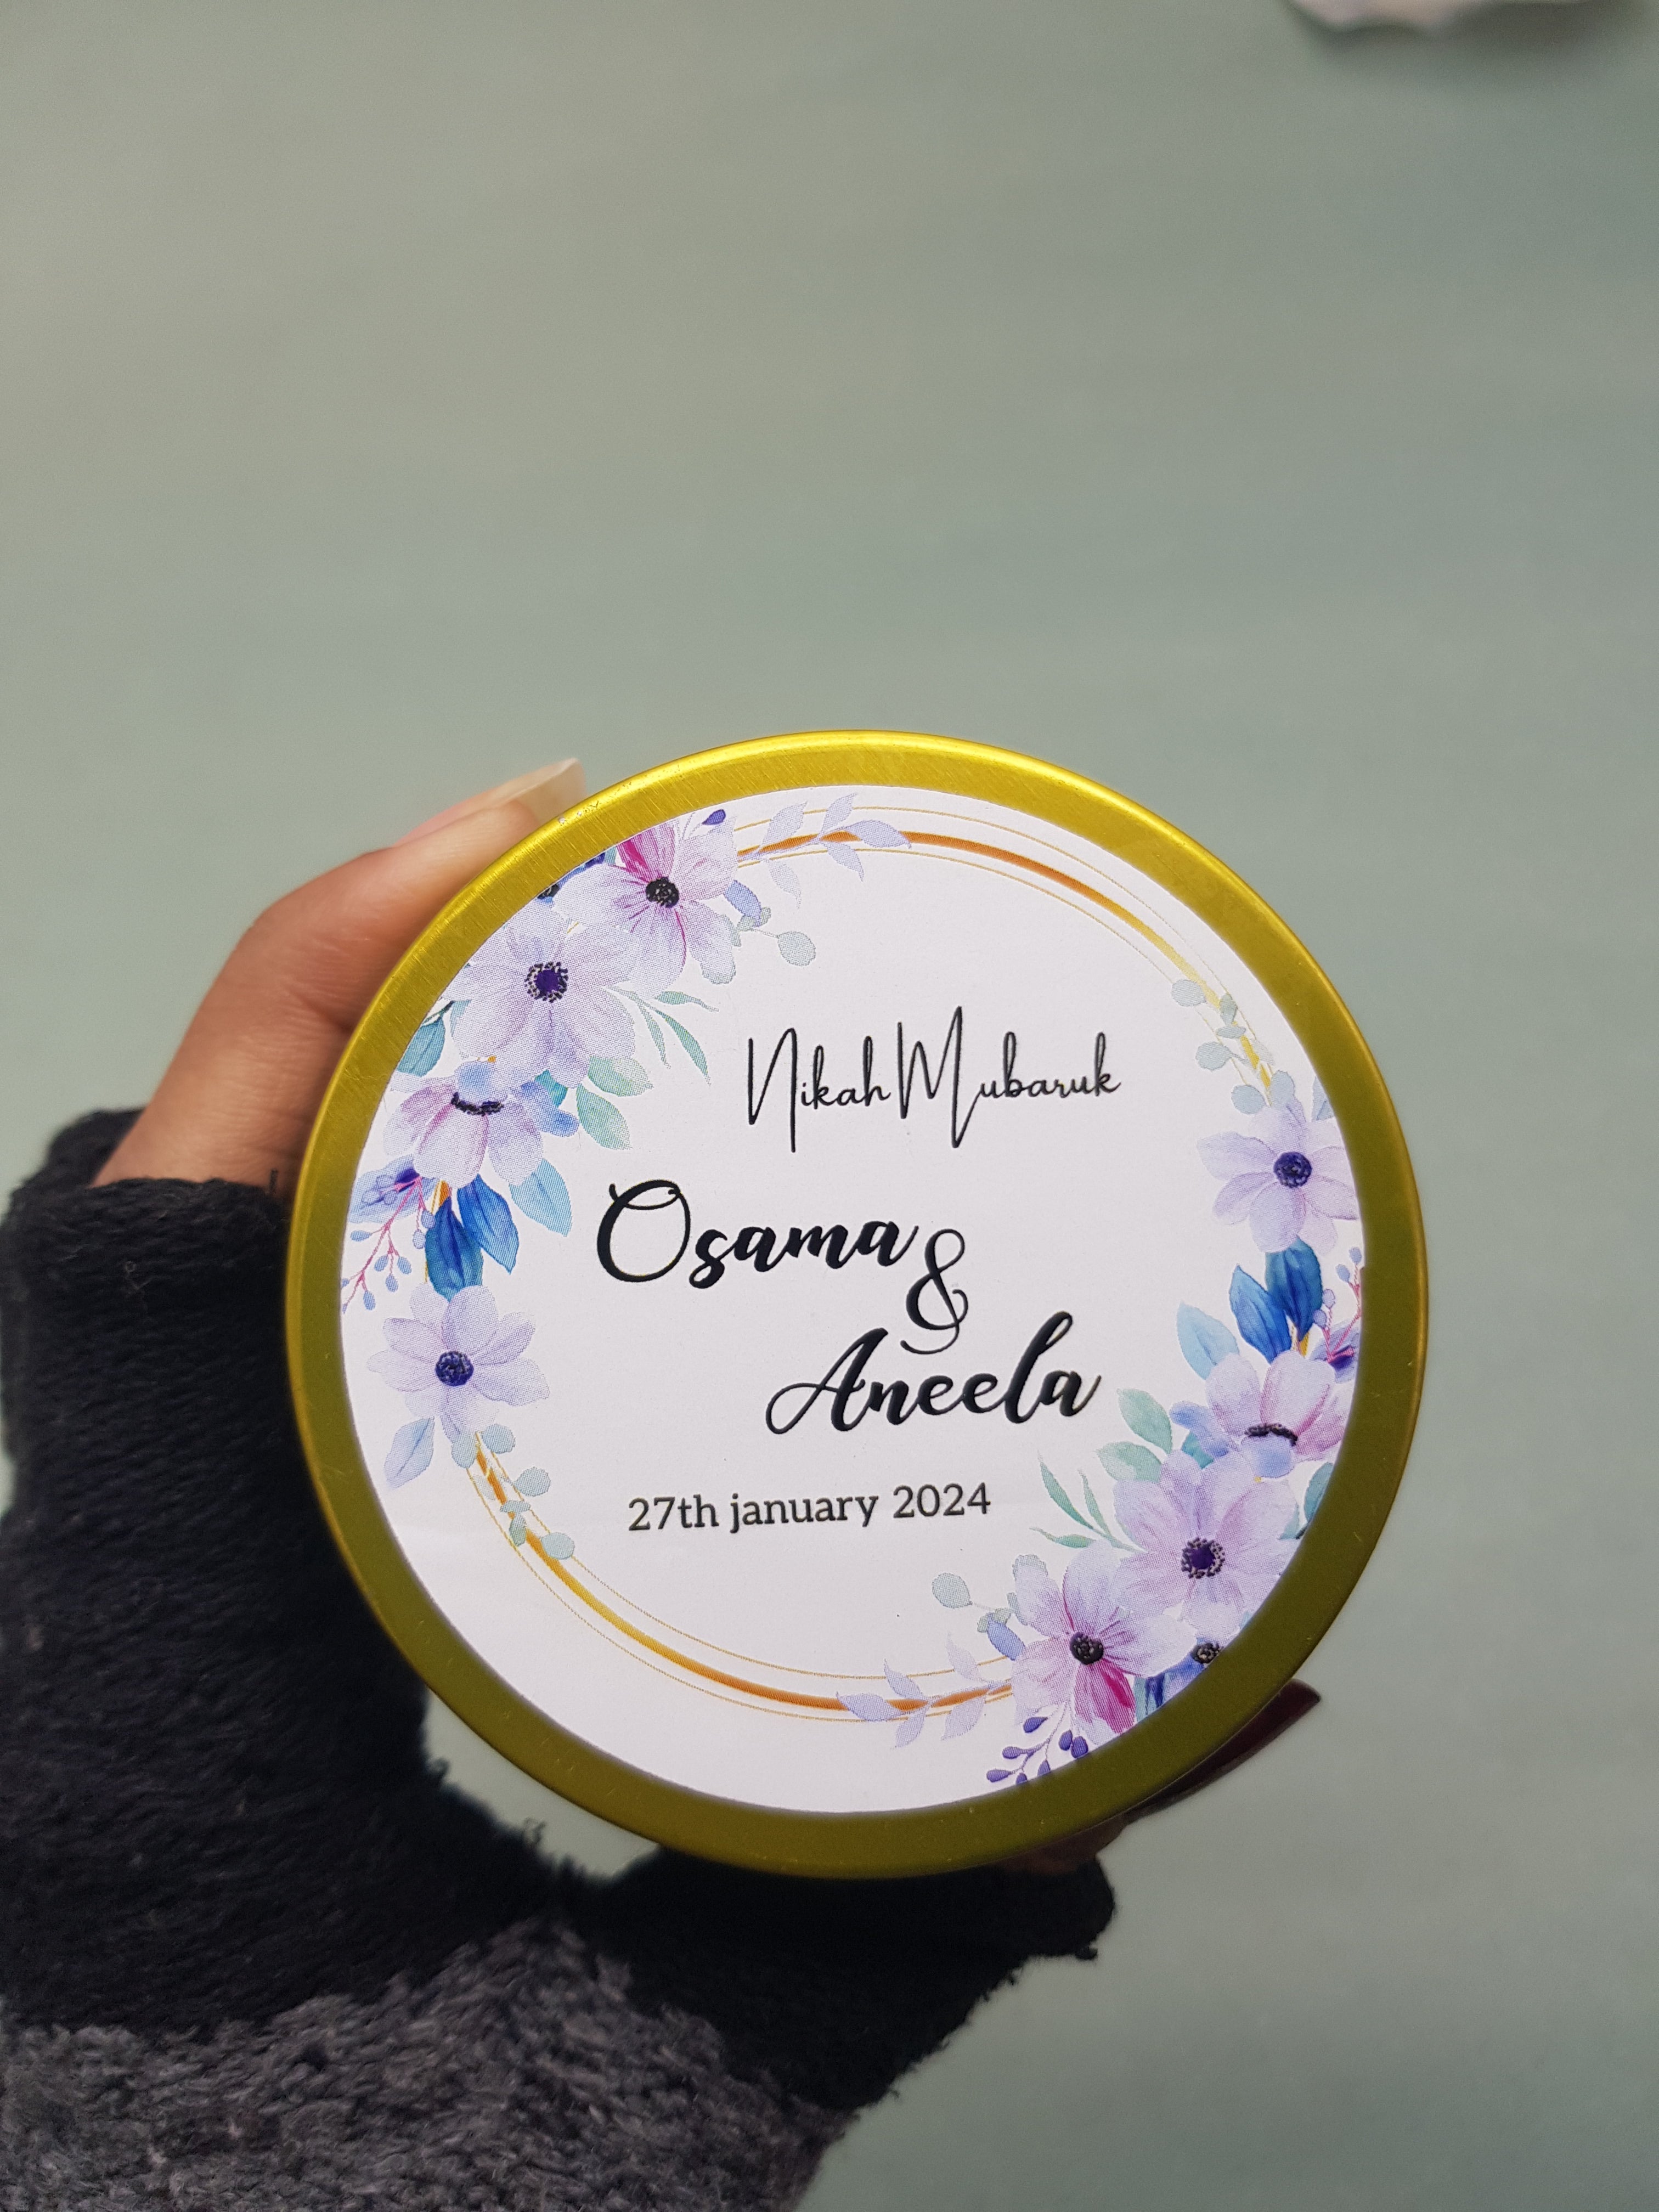 Nikah Mubaruk
Osama
&
Aneela
27th january 2024